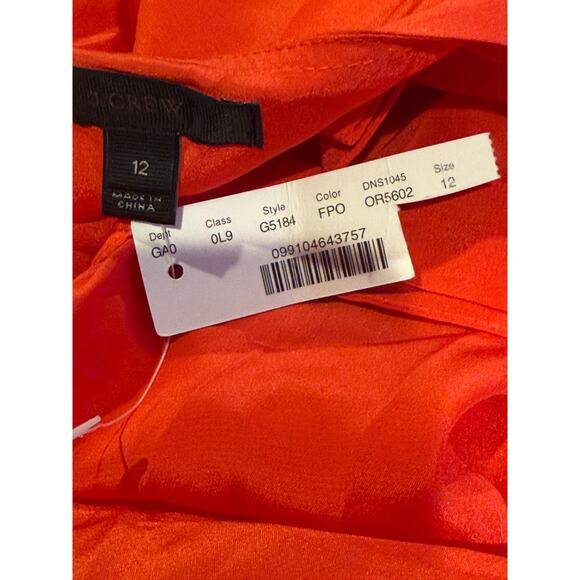 J.CREW
12
MADE IN
CHINA
Dept Class Style Color DNS1045 Size
GA0 0L9 G5184 FPO OR5602 12
099104643757